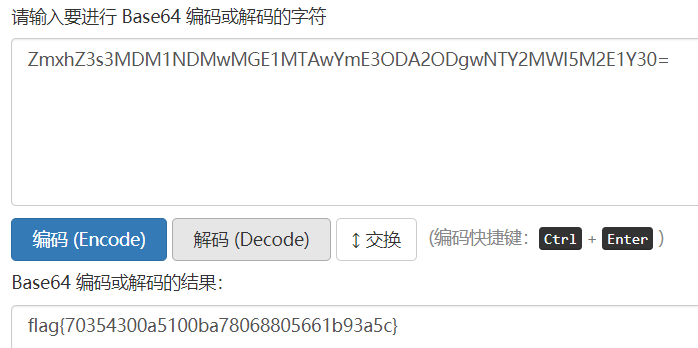 请输入要进行 Base64 编码或解码的字符
ZmxhZ3s3MDM1NDMwMGE1MTAwYmE3ODA2ODgwNTY2MWI5M2E1Y30=
编码 (Encode) 解码 (Decode) ↕ 交换 (编码快捷键： Ctrl + Enter )
Base64 编码或解码的结果：
flag{70354300a5100ba78068805661b93a5c}